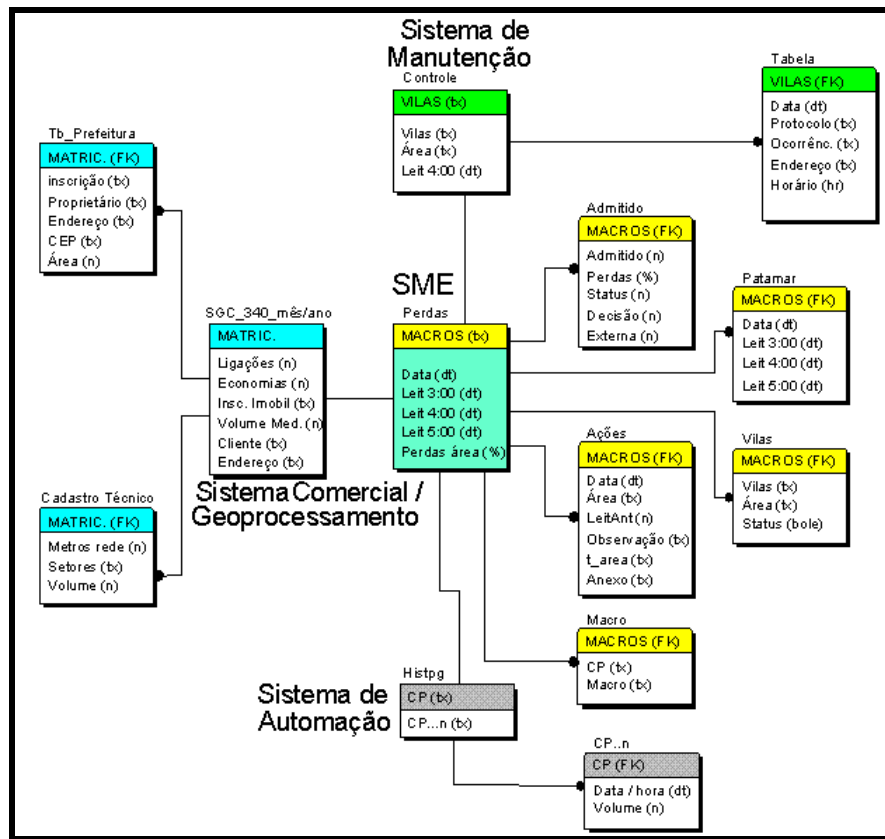 Sistema de
Manutenção
Controle
VILAS (tx)
Vilas (tx)
Área (tx)
Leit 4:00 (dt)
Tabela
VILAS (FK)
Data (dt)
Protocolo (tx)
Ocorrênc. (tx)
Endereço (tx)
Horário (hr)
Tb_Prefeitura
MATRIC. (FK)
inscrição (tx)
Proprietário (tx)
Endereço (tx)
CEP (tx)
Área (n)
Admitido
MACROS (FK)
Admitido (n)
Perdas (%)
Status (n)
Decisão (n)
Externa (n)
Patamar
MACROS (FK)
Data (dt)
Leit 3:00 (dt)
Leit 4:00 (dt)
Leit 5:00 (dt)
SME
Perdas
MACROS (tx)
Data (dt)
Leit 3:00 (dt)
Leit 4:00 (dt)
Leit 5:00 (dt)
Perdas área (%)
SGC_340_mês/ano
MATRIC.
Ligações (n)
Economias (n)
Insc. Imobil (tx)
Volume Med. (n)
Cliente (tx)
Endereço (tx)
Sistema Comercial /
Geoprocessamento
Cadastro Técnico
MATRIC. (FK)
Metros rede (n)
Setores (tx)
Volume (n)
Ações
MACROS (FK)
Data (dt)
Área (tx)
LeitAnt (n)
Observação (tx)
t_area (tx)
Anexo (tx)
Vilas
MACROS (FK)
Vilas (tx)
Área (tx)
Status (bole)
Macro
MACROS (FK)
CP (tx)
Macro (tx)
Sistema de
Automação
Histpg
CP (tx)
CP...n (tx)
CP..n
CP (FK)
Data / hora (dt)
Volume (n)